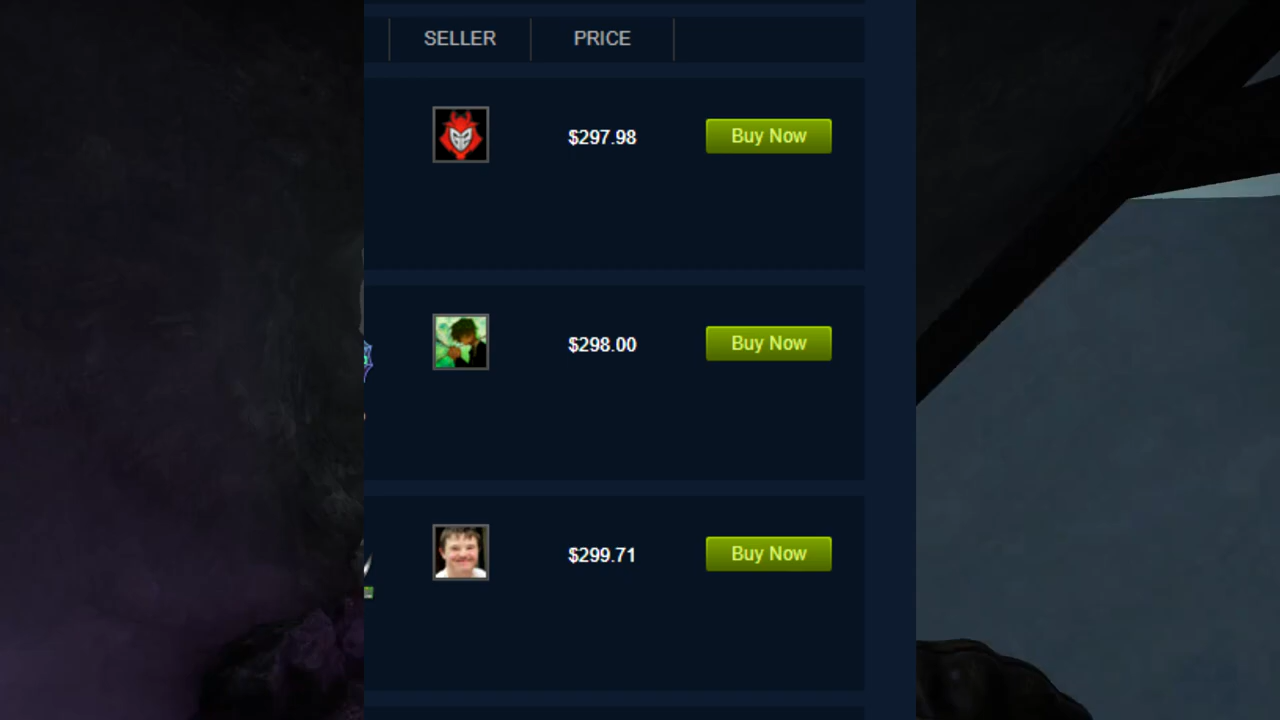 SELLER PRICE
$297.98 Buy Now
$298.00 Buy Now
$299.71 Buy Now